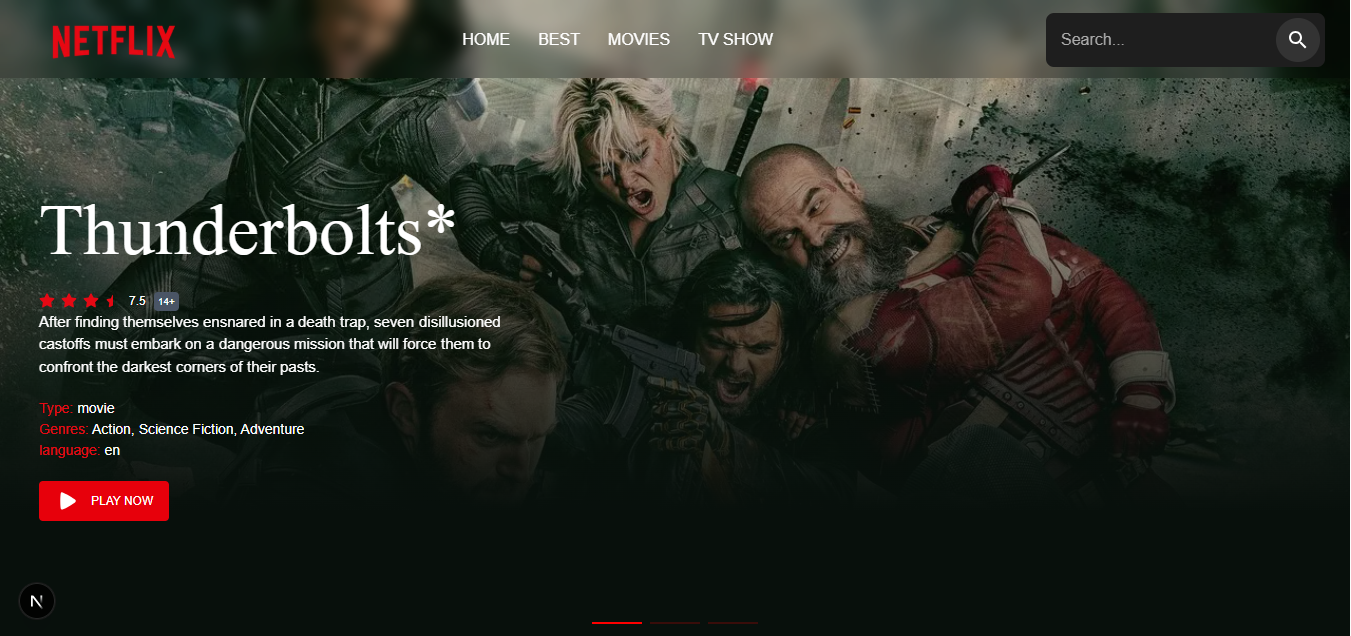 NETFLIX
HOME BEST MOVIES TV SHOW
Search...
Thunderbolts*
7.5 14+
After finding themselves ensnared in a death trap, seven disillusioned
castoffs must embark on a dangerous mission that will force them to
confront the darkest corners of their pasts.
Type: movie
Genres: Action, Science Fiction, Adventure
language: en
PLAY NOW
N